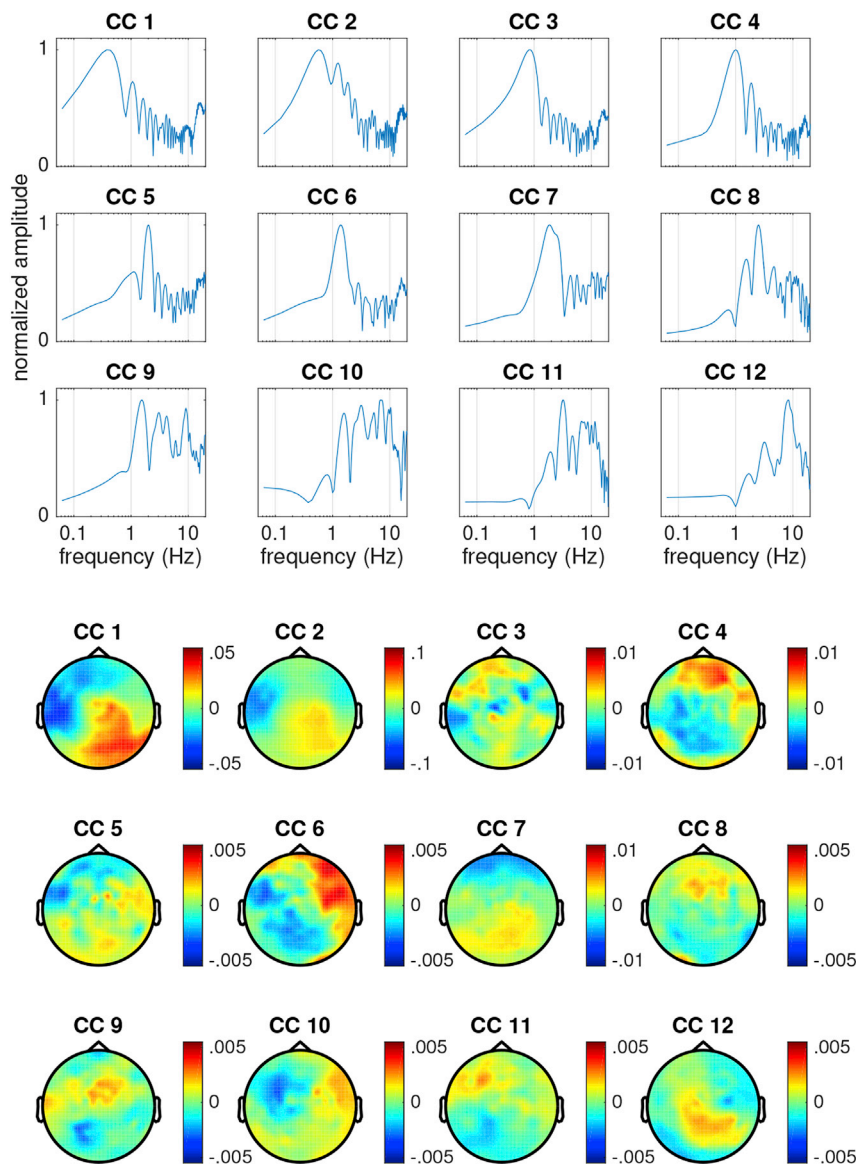 CC 1 CC 2 CC 3 CC 4
1
0
CC 5 CC 6 CC 7 CC 8
normalized amplitude
1
0
CC 9 CC 10 CC 11 CC 12
1
0
0.1 1 10 0.1 1 10 0.1 1 10 0.1 1 10
frequency (Hz) frequency (Hz) frequency (Hz) frequency (Hz)
CC 1 CC 2 CC 3 CC 4
.05 .1 .01 .01
0 0 0 0
-.05 -.1 -.01 -.01
CC 5 CC 6 CC 7 CC 8
.005 .005 .01 .005
0 0 0 0
-.005 -.005 -.01 -.005
CC 9 CC 10 CC 11 CC 12
.005 .005 .005 .005
0 0 0 0
-.005 -.005 -.005 -.005